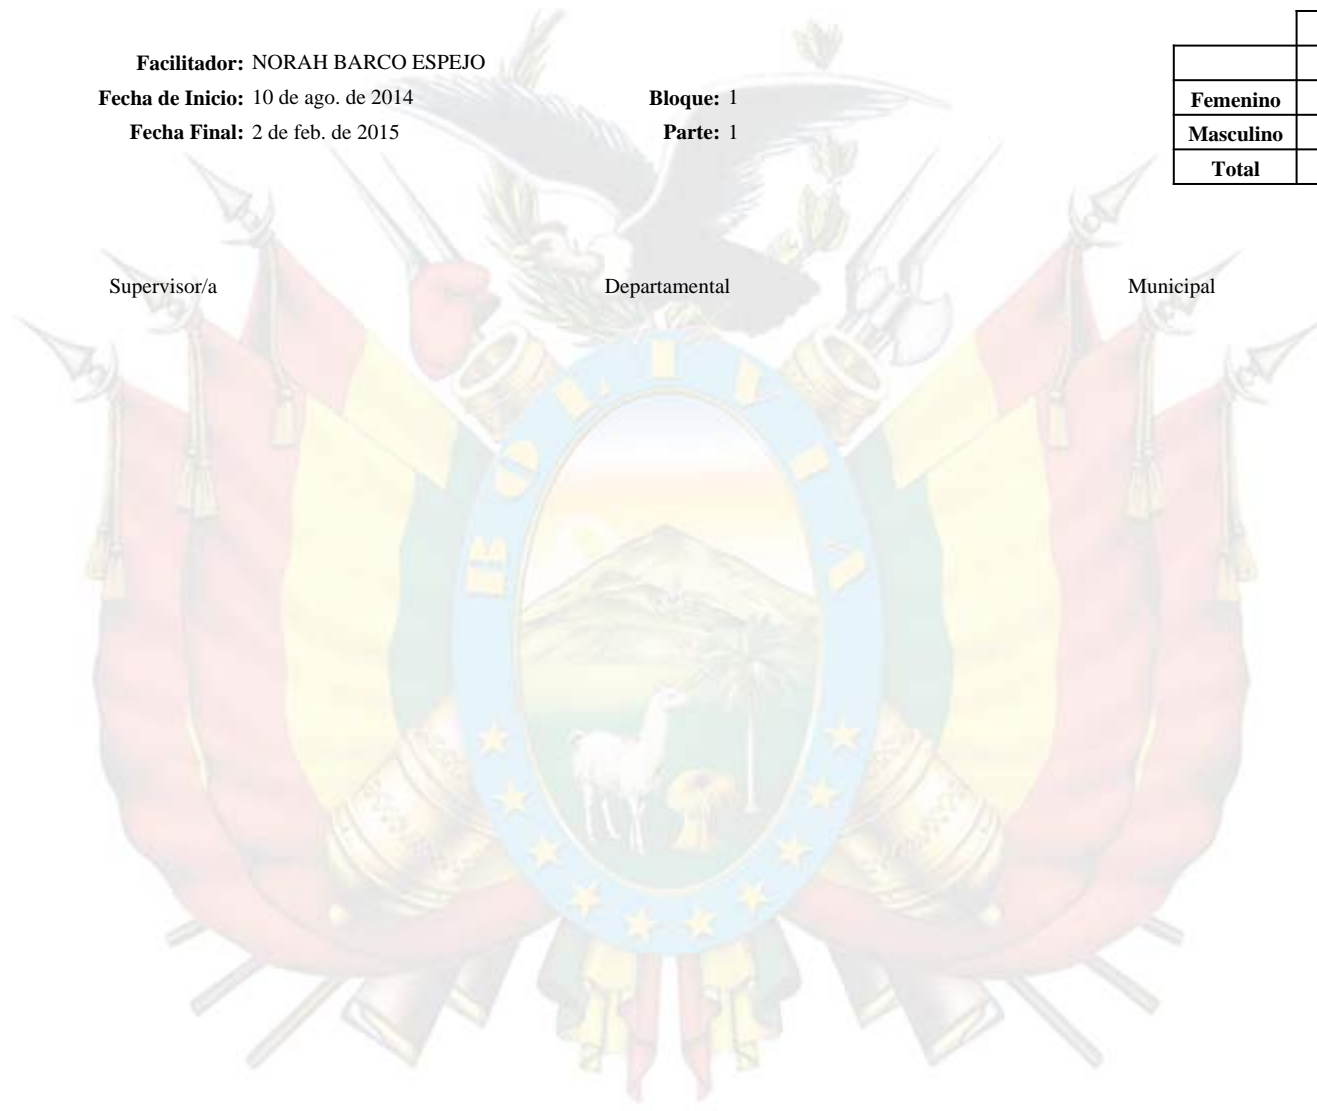 Facilitador: NORAH BARCO ESPEJO
Fecha de Inicio: 10 de ago. de 2014 Bloque: 1
Fecha Final: 2 de feb. de 2015 Parte: 1
Femenino
Masculino
Total
Supervisor/a Departamental Municipal
BOLIVIA